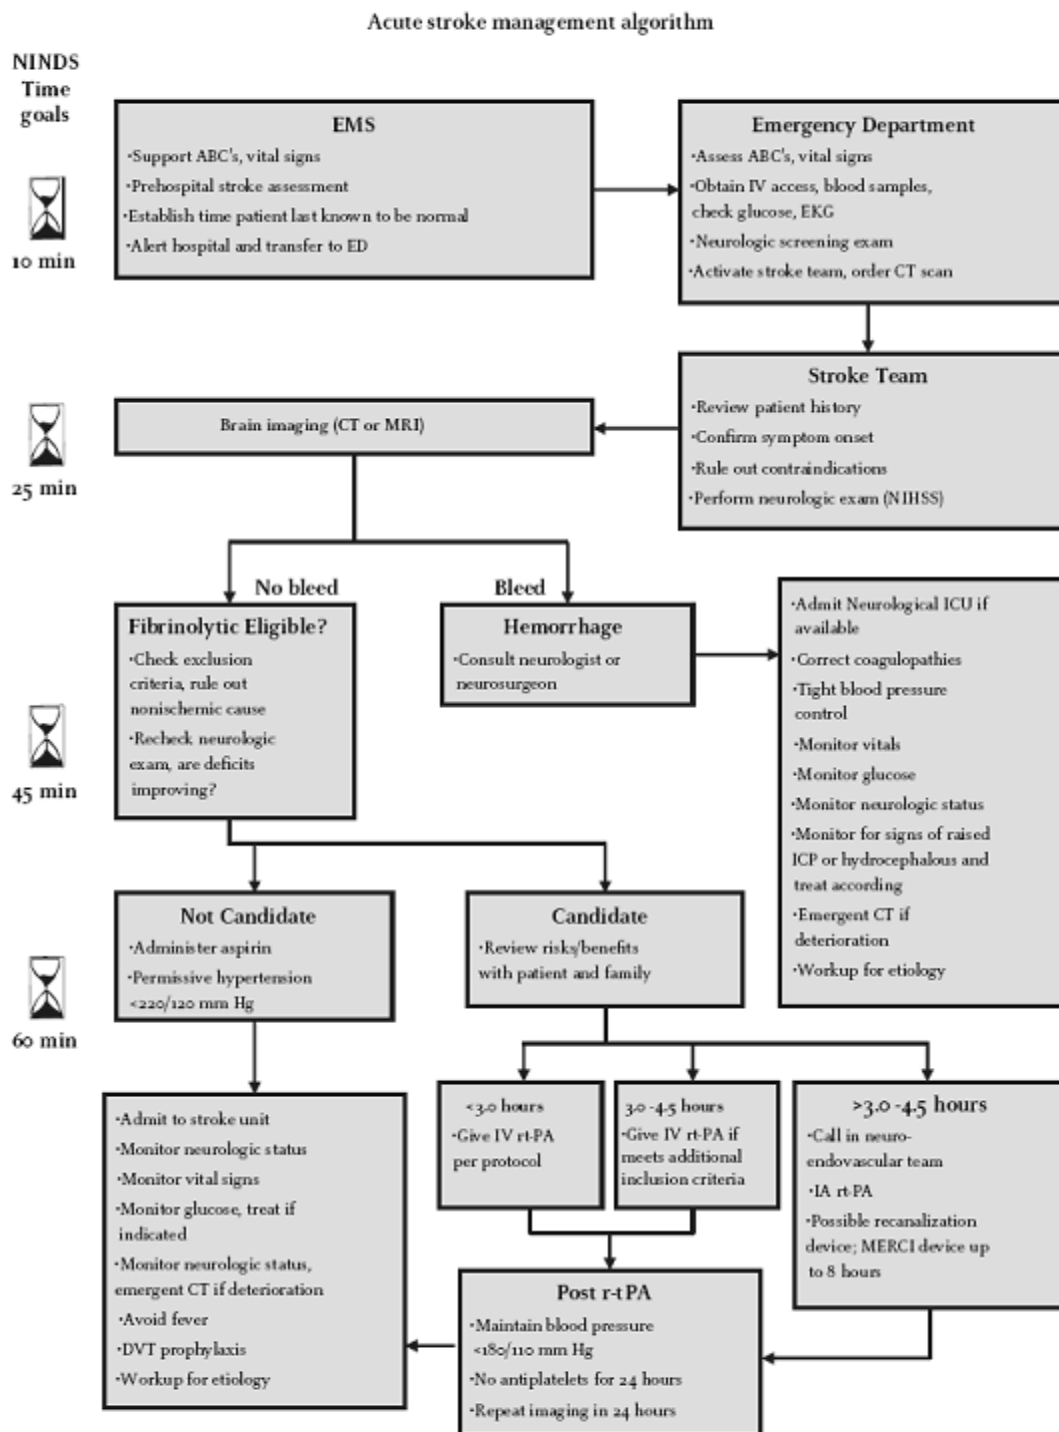 Acute stroke management algorithm
NINDS
Time
goals
EMS
•Support ABC's, vital signs
•Prehospital stroke assessment
•Establish time patient last known to be normal
•Alert hospital and transfer to ED
Emergency Department
•Assess ABC's, vital signs
•Obtain IV access, blood samples,
check glucose, EKG
•Neurologic screening exam
•Activate stroke team, order CT scan
10 min
Stroke Team
•Review patient history
•Confirm symptom onset
•Rule out contraindications
•Perform neurologic exam (NIHSS)
Brain imaging (CT or MRI)
25 min
No bleed
Bleed
Fibrinolytic Eligible?
•Check exclusion
criteria, rule out
nonischemic cause
•Recheck neurologic
exam, are deficits
improving?
Hemorrhage
•Consult neurologist or
neurosurgeon
•Admit Neurological ICU if
available
•Correct coagulopathies
•Tight blood pressure
control
•Monitor vitals
•Monitor glucose
•Monitor neurologic status
•Monitor for signs of raised
ICP or hydrocephalous and
treat according
•Emergent CT if
deterioration
•Workup for etiology
45 min
Not Candidate
•Administer aspirin
•Permissive hypertension
<220/120 mm Hg
Candidate
•Review risks/benefits
with patient and family
60 min
•Admit to stroke unit
•Monitor neurologic status
•Monitor vital signs
•Monitor glucose, treat if
indicated
•Monitor neurologic status,
emergent CT if deterioration
•Avoid fever
•DVT prophylaxis
•Workup for etiology
<3.0 hours
•Give IV rt-PA
per protocol
3.0 -4.5 hours
•Give IV rt-PA if
meets additional
inclusion criteria
>3.0 -4.5 hours
•Call in neuro-
endovascular team
•IA rt-PA
•Possible recanalization
device; MERCI device up
to 8 hours
Post r-tPA
•Maintain blood pressure
<180/110 mm Hg
•No antiplatelets for 24 hours
•Repeat imaging in 24 hours